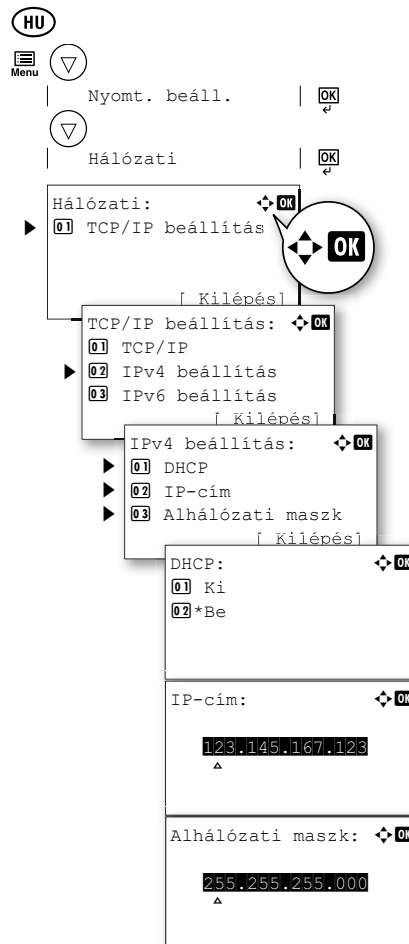 HU
Menu
Nyomt. beáll. OK
Hálózati OK
Hálózati: OK
01 TCP/IP beállítás
OK
[ Kilépés]
TCP/IP beállítás: OK
01 TCP/IP
02 IPv4 beállítás
03 IPv6 beállítás
[ Kilépés]
IPv4 beállítás: OK
01 DHCP
02 IP-cím
03 Alhálózati maszk
[ Kilépés]
DHCP: OK
01 Ki
02 *Be
IP-cím: OK
123.145.167.123
Alhálózati maszk: OK
255.255.255.000